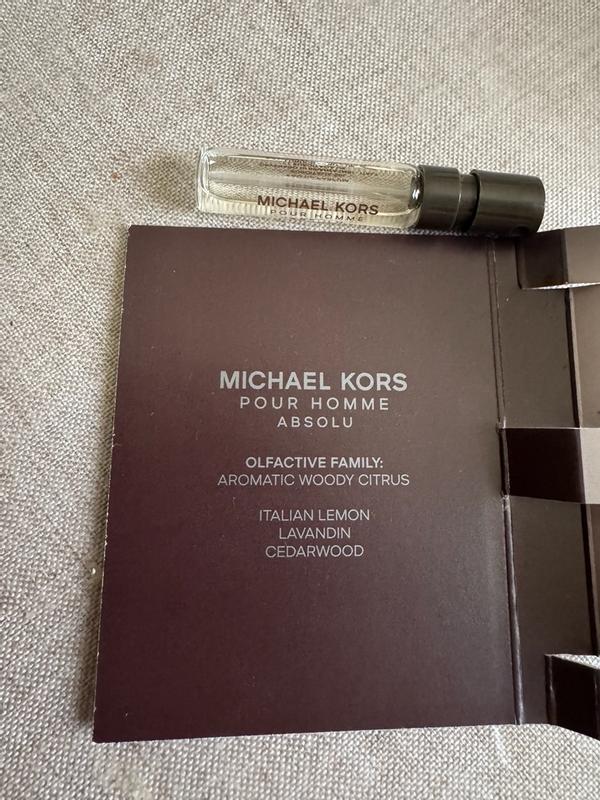 MICHAEL KORS
POUR HOMME
MICHAEL KORS
POUR HOMME
ABSOLU
OLFACTIVE FAMILY:
AROMATIC WOODY CITRUS
ITALIAN LEMON
LAVANDIN
CEDARWOOD